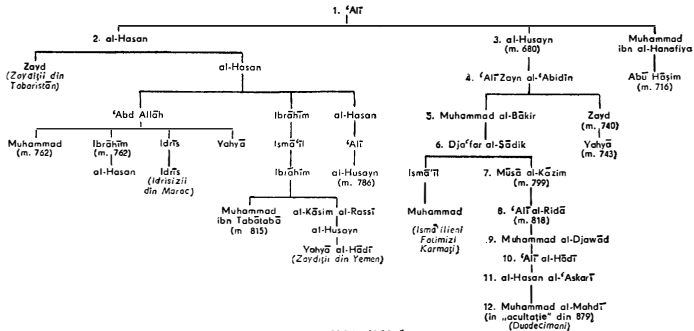 1. ʿAlī
2. al-Hasan
3. al-Husayn
(m. 680)
Muhammad
ibn al-Hanafiya
Zayd
(Zaydiții din
Tabaristān)
al-Hasan
4. ʿAlī Zayn al-ʿAbidīn
Abū Hāşim
(m. 716)
ʿAbd Allāh
Ibrāhīm
al-Hasan
5. Muhammad al-Bākir
Zayd
(m. 740)
Muhammad
(m. 762)
Ibrāhīm
(m. 762)
Idrīs
Yahyā
Ismāʿīl
ʿAlī
6. Djaʿfar al-Sādik
Yahyā
(m. 743)
al-Hasan
Idrīs
(Idrisizii
din Maroc)
Ibrāhīm
al-Husayn
(m. 786)
Ismāʿīl
7. Mūsā al-Kāzim
(m. 799)
Muhammad
ibn Tabātabā
(m 815)
al-Kāsim al-Rassī
Muhammad
8. ʿAlī al-Ridā
(m. 818)
al-Husayn
(Ismāʿilieni
Fatimizi
Karmați)
9. Muhammad al-Djawād
Yahyā al-Hādī
(Zaydiții din Yemen)
10. ʿAlī al-Hādī
11. al-Hasan al-ʿAskarī
12. Muhammad al-Mahdī
(în „ocultație" din 879)
(Duodecimani)